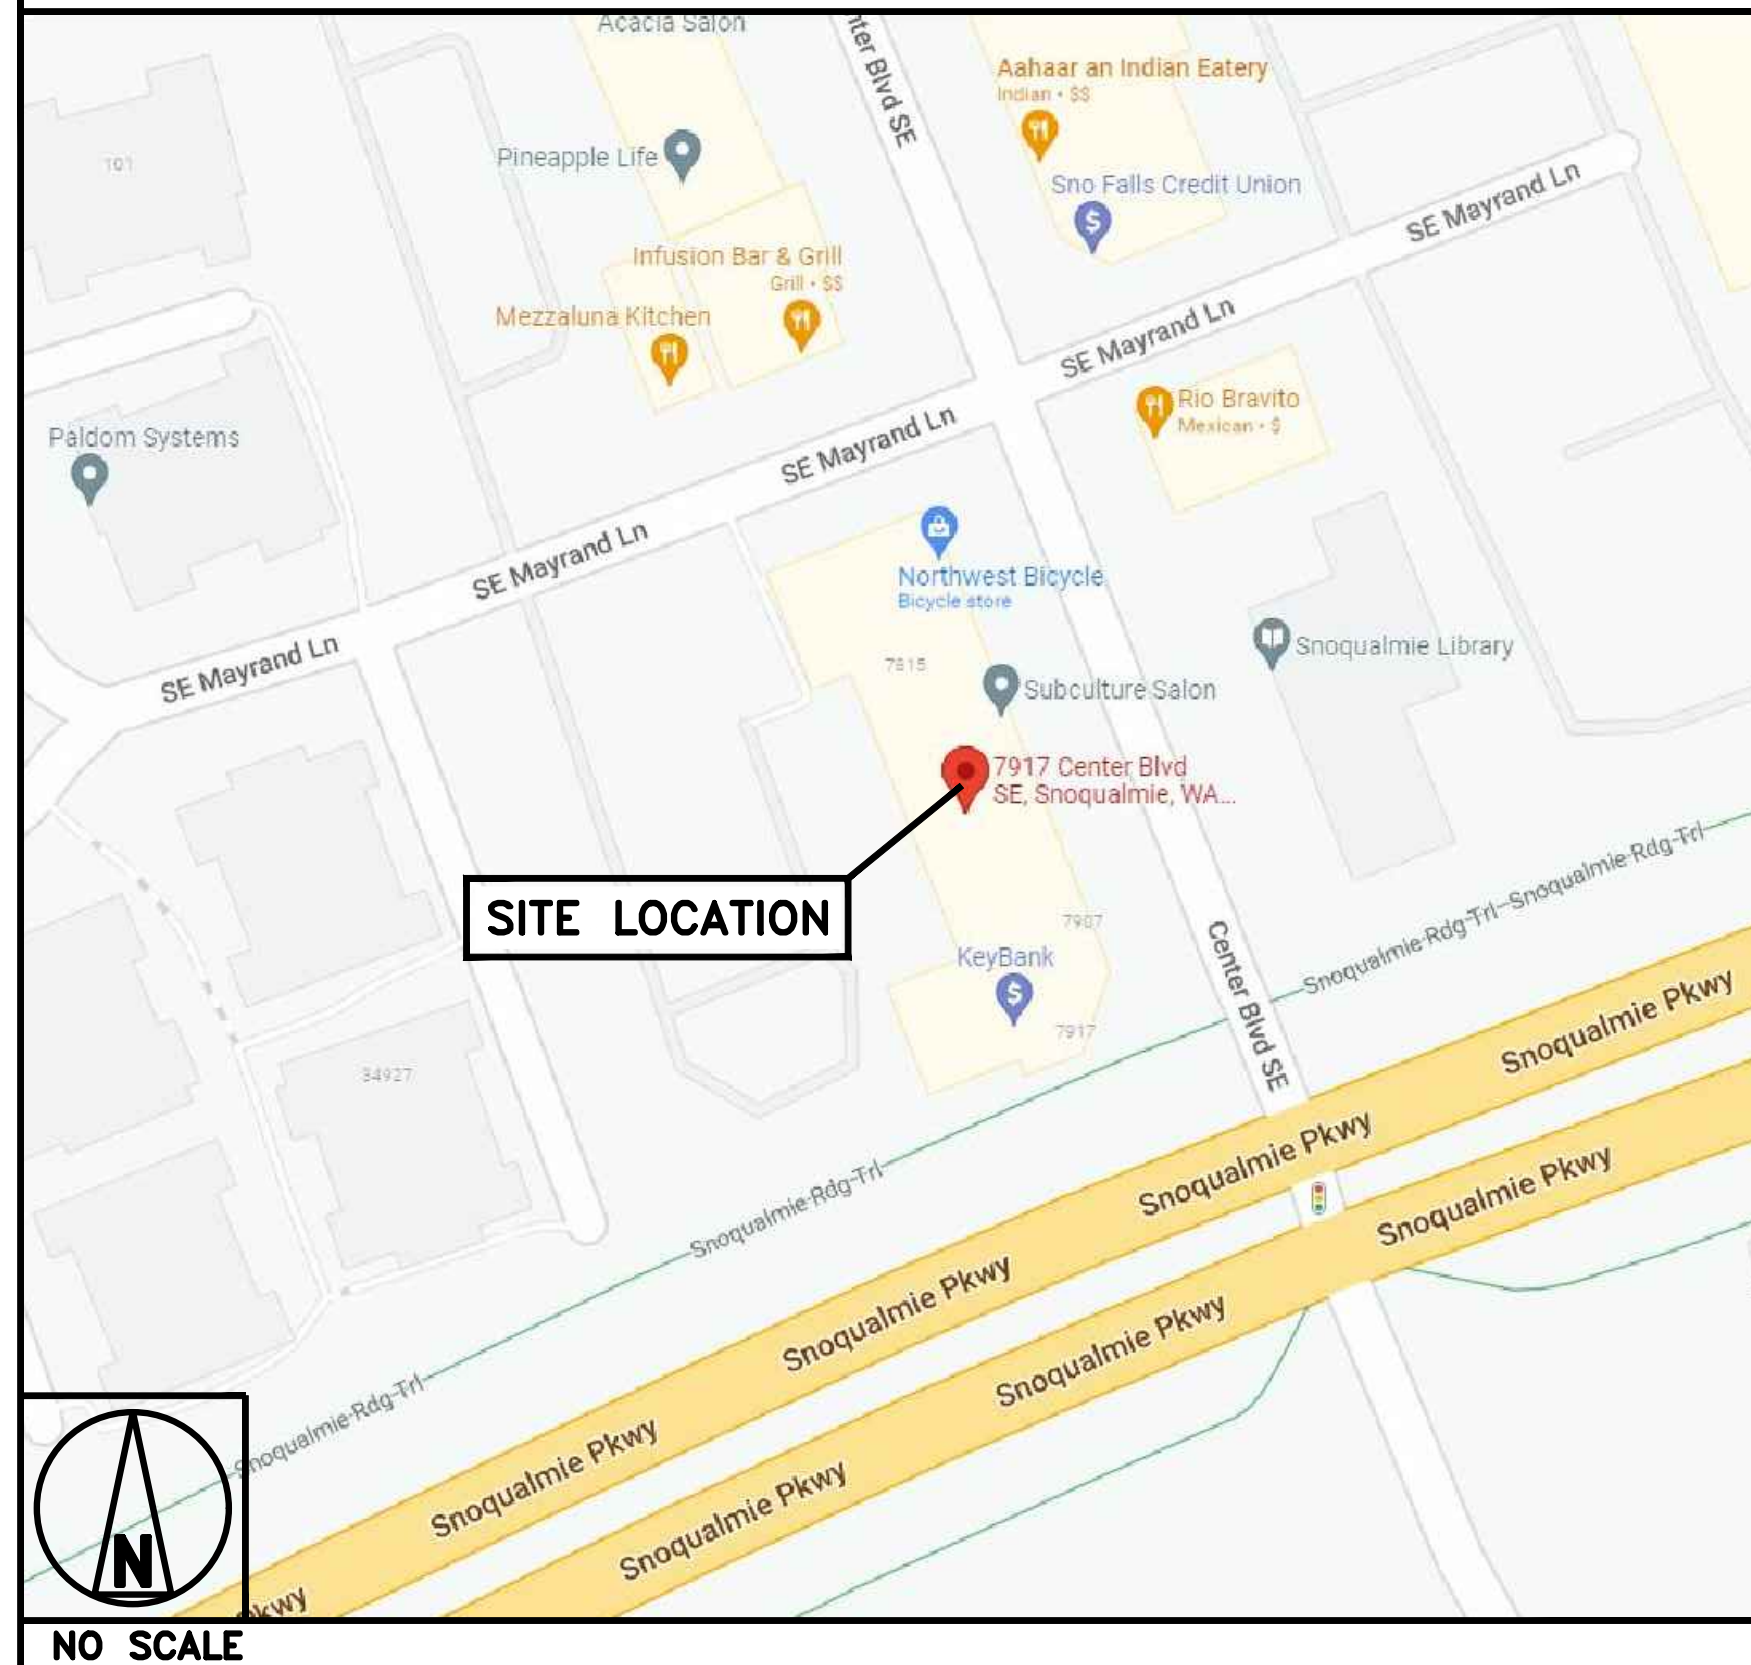 Acacia Salon
nter Blvd SE
Aahaar an Indian Eatery
Indian • $$
101
Pineapple Life
Sno Falls Credit Union
SE Mayrand Ln
Infusion Bar & Grill
Grill • $$
Mezzaluna Kitchen
SE Mayrand Ln
Rio Bravito
Mexican • $
Paldom Systems
SE Mayrand Ln
SE Mayrand Ln
Northwest Bicycle
Bicycle store
SE Mayrand Ln
7815
Snoqualmie Library
Subculture Salon
7917 Center Blvd
SE, Snoqualmie, WA...
SITE LOCATION
Snoqualmie Rdg Trl
Snoqualmie Rdg Trl
7907
KeyBank
Center Blvd SE
7917
Snoqualmie Pkwy
34927
Snoqualmie Pkwy
Snoqualmie Pkwy
Snoqualmie Rdg Trl
Snoqualmie Pkwy
Snoqualmie Pkwy
Snoqualmie Rdg Trl
Snoqualmie Pkwy
Snoqualmie Pkwy
kwy
N
NO SCALE